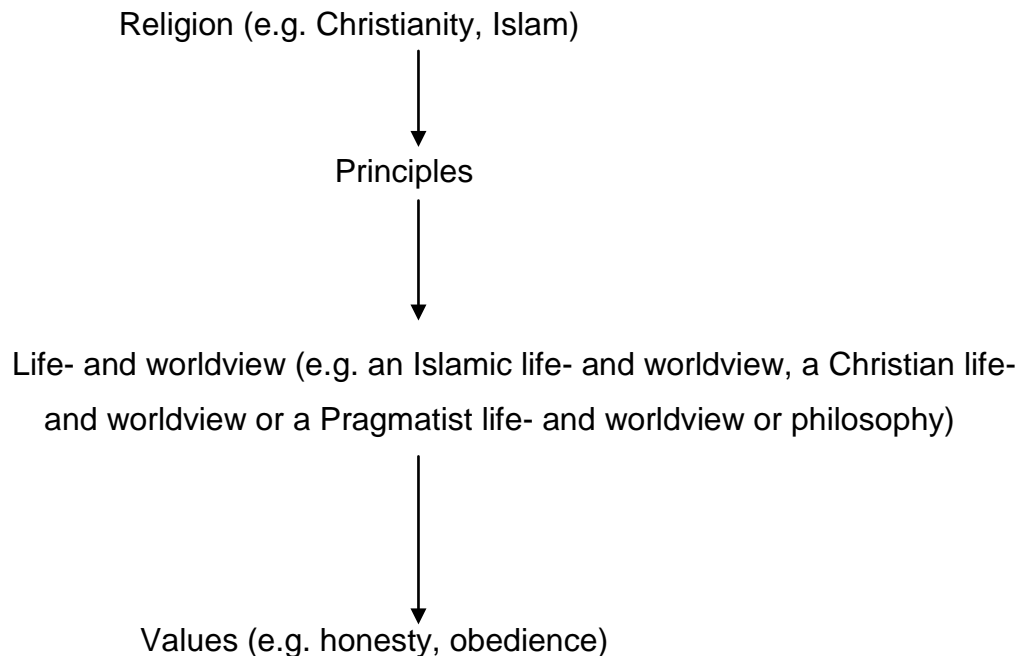 Religion (e.g. Christianity, Islam)
Principles
Life- and worldview (e.g. an Islamic life- and worldview, a Christian life-
and worldview or a Pragmatist life- and worldview or philosophy)
Values (e.g. honesty, obedience)